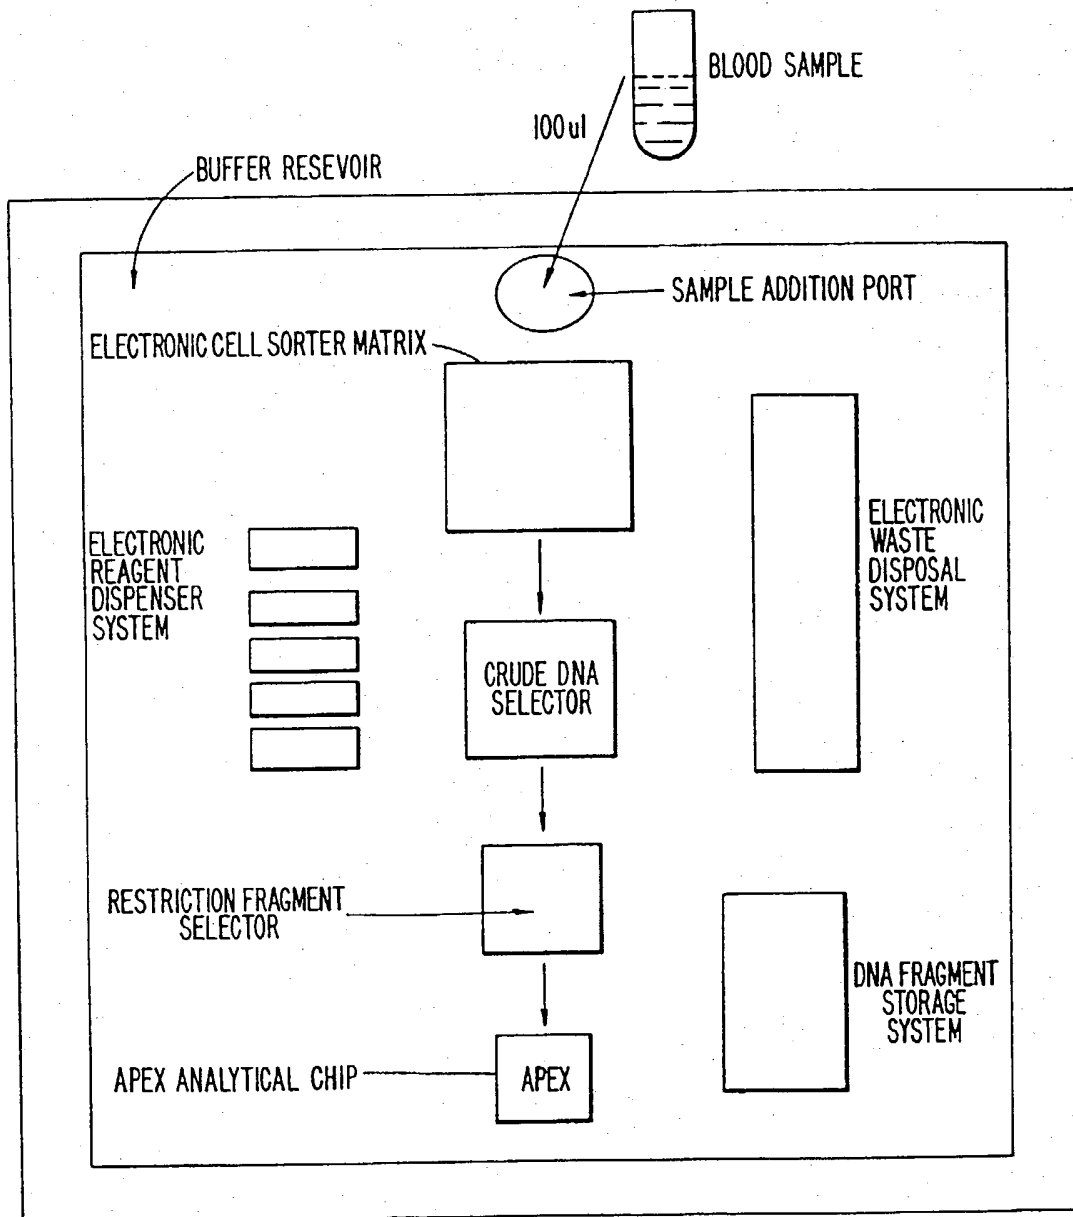 BLOOD SAMPLE
100ul
BUFFER RESEVOIR
SAMPLE ADDITION PORT
ELECTRONIC CELL SORTER MATRIX
ELECTRONIC
REAGENT
DISPENSER
SYSTEM
ELECTRONIC
WASTE
DISPOSAL
SYSTEM
CRUDE DNA
SELECTOR
RESTRICTION FRAGMENT
SELECTOR
DNA FRAGMENT
STORAGE
SYSTEM
APEX ANALYTICAL CHIP
APEX